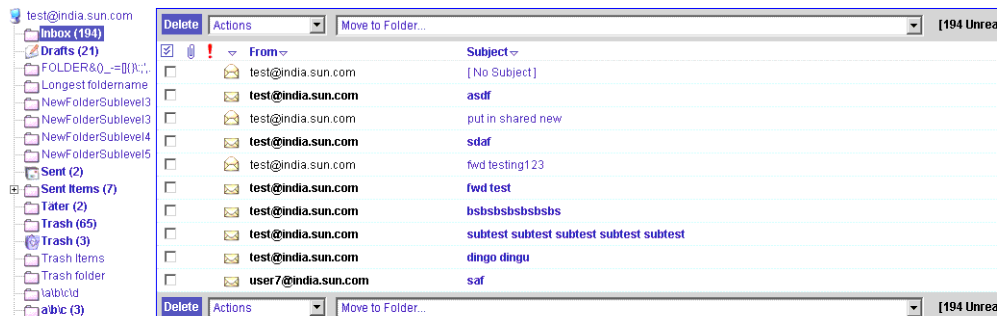 test@india.sun.com
Inbox (194)
Drafts (21)
FOLDER&()_-=[]{}\:;',.
Longest foldername
NewFolderSublevel3
NewFolderSublevel3
NewFolderSublevel4
NewFolderSublevel5
Sent (2)
Sent Items (7)
Täter (2)
Trash (65)
Trash (3)
Trash Items
Trash folder
\a\b\c\d
a\b\c (3)
Delete Actions Move to Folder... [194 Unrea
From Subject
test@india.sun.com [ No Subject ]
test@india.sun.com asdf
test@india.sun.com put in shared new
test@india.sun.com sdaf
test@india.sun.com fwd testing123
test@india.sun.com fwd test
test@india.sun.com bsbsbsbsbsbsbs
test@india.sun.com subtest subtest subtest subtest subtest
test@india.sun.com dingo dingu
user7@india.sun.com saf
Delete Actions Move to Folder... [194 Unrea